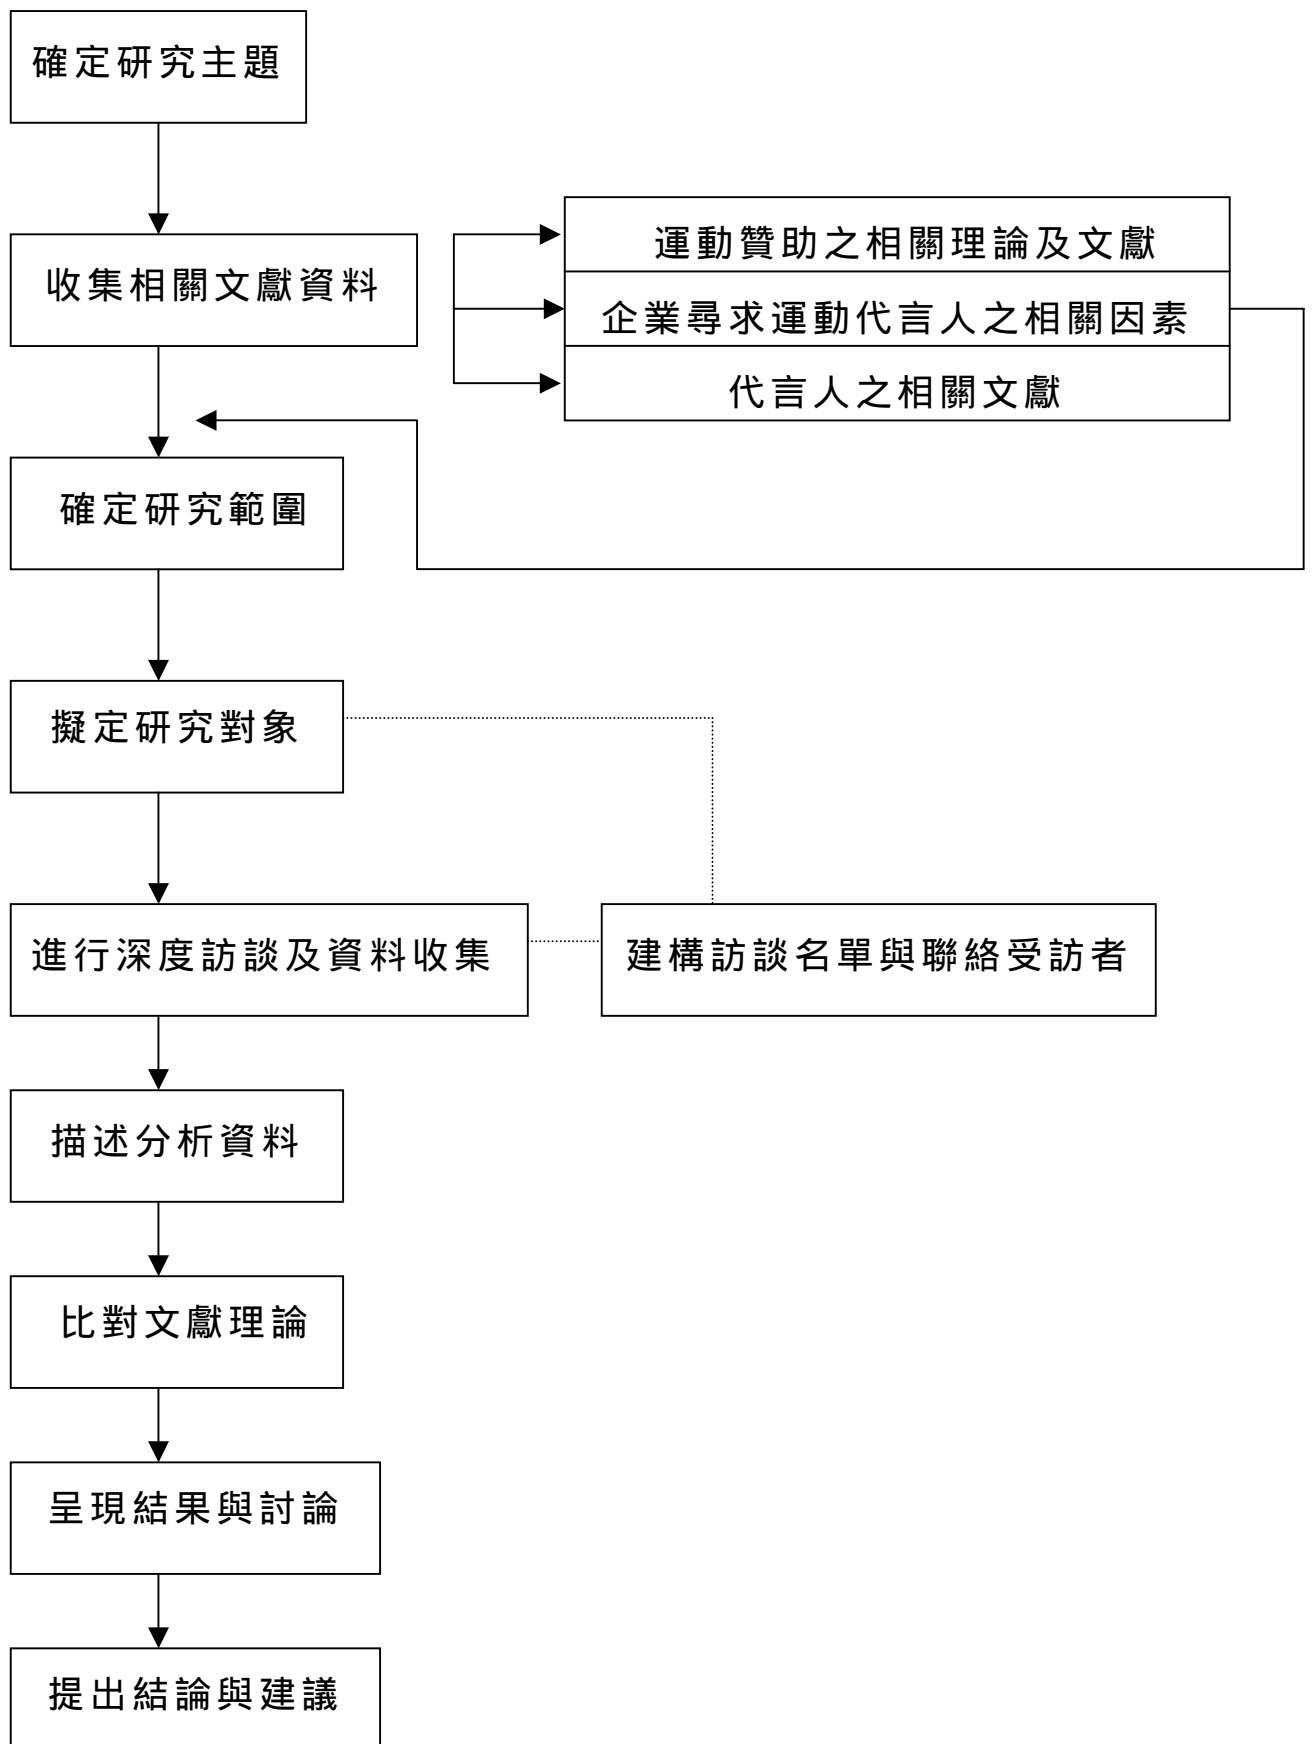 確定研究主題
收集相關文獻資料
運動贊助之相關理論及文獻
企業尋求運動代言人之相關因素
代言人之相關文獻
確定研究範圍
擬定研究對象
進行深度訪談及資料收集
建構訪談名單與聯絡受訪者
描述分析資料
比對文獻理論
呈現結果與討論
提出結論與建議